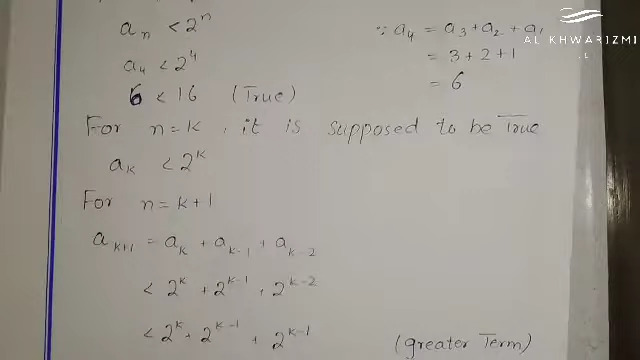 aₙ < 2ⁿ
∵ a₄ = a₃ + a₂ + a₁
AL KHWARIZMI
a₄ < 2⁴
= 3 + 2 + 1
6 < 16 (True)
= 6
For n = k , it is supposed to be True
aₖ < 2ᵏ
For n = k + 1
aₖ₊₁ = aₖ + aₖ₋₁ + aₖ₋₂
< 2ᵏ + 2ᵏ⁻¹ + 2ᵏ⁻²
< 2ᵏ + 2ᵏ⁻¹ + 2ᵏ⁻¹ (greater Term)